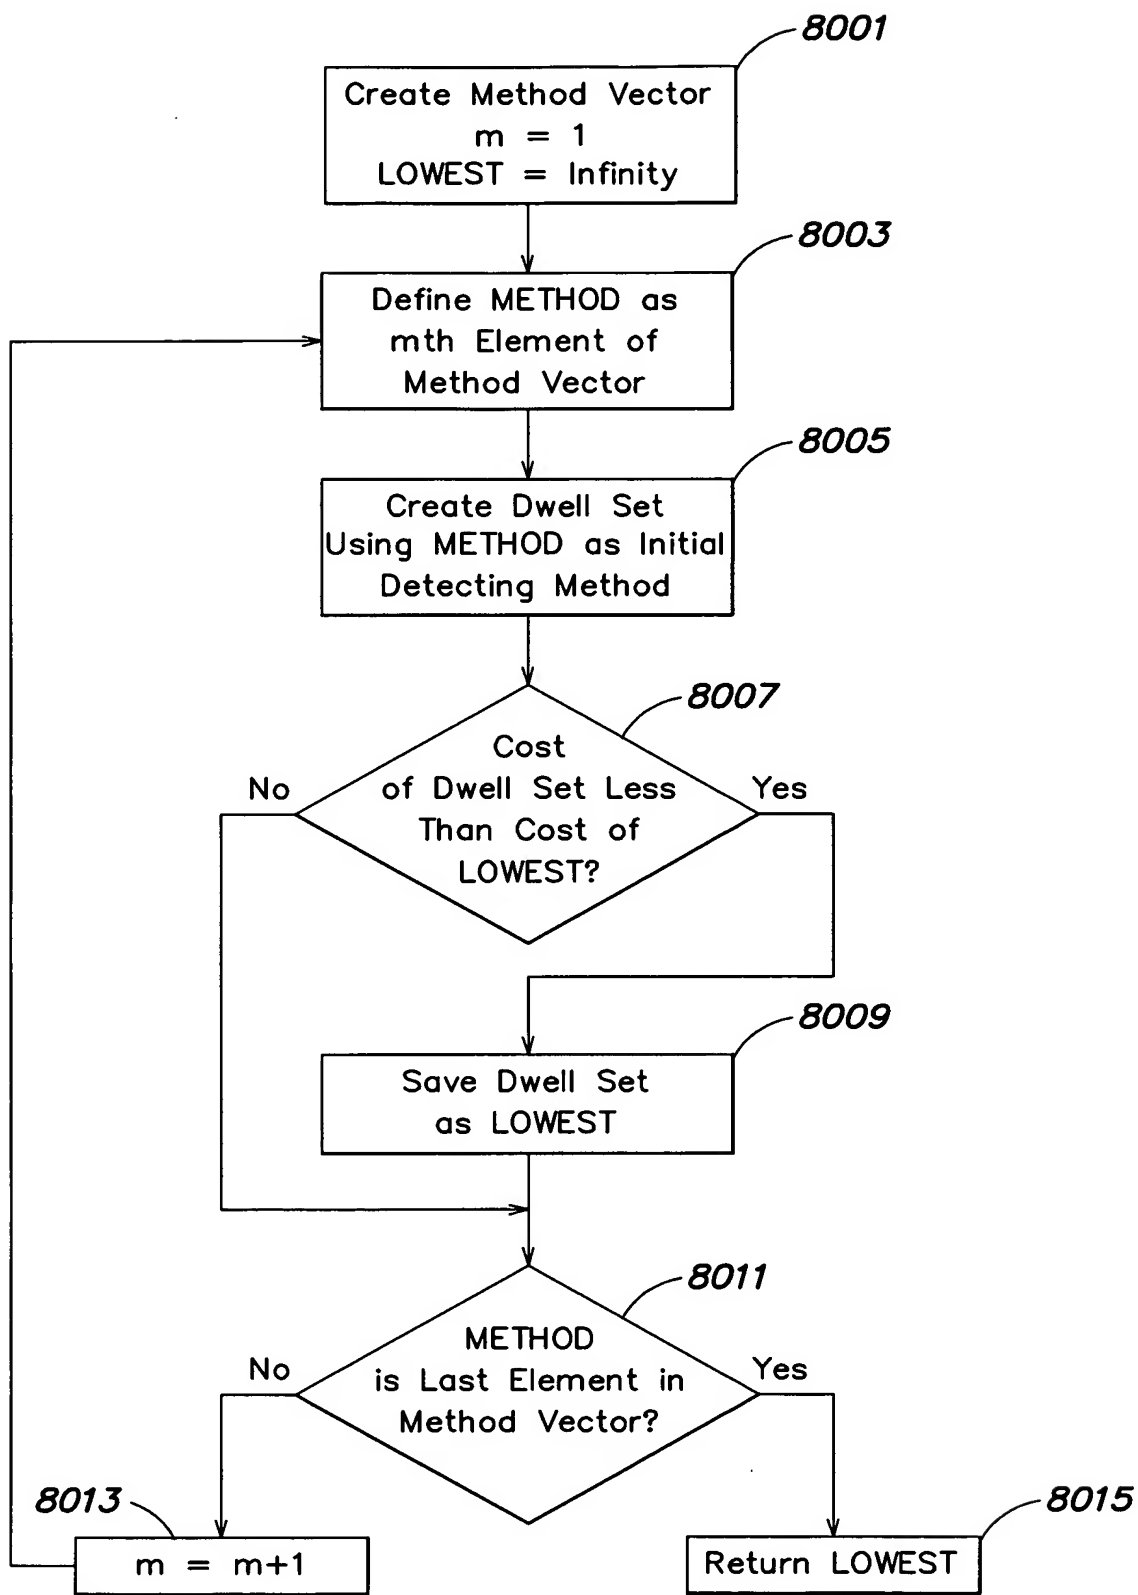 8001
Create Method Vector
m = 1
LOWEST = Infinity
8003
Define METHOD as
mth Element of
Method Vector
8005
Create Dwell Set
Using METHOD as Initial
Detecting Method
8007
Cost
of Dwell Set Less
Than Cost of
LOWEST?
No
Yes
8009
Save Dwell Set
as LOWEST
8011
METHOD
is Last Element in
Method Vector?
No
Yes
8013
m = m+1
8015
Return LOWEST